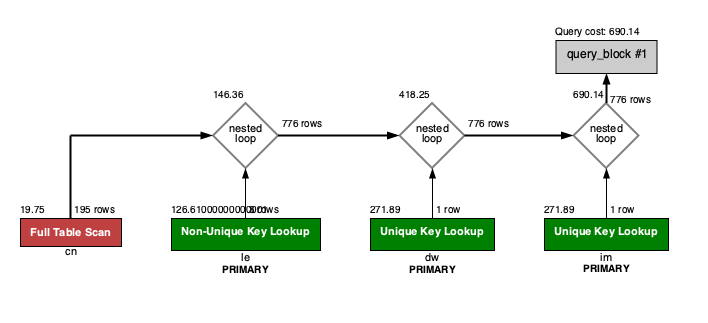 Query cost: 690.14
query_block #1
146.36
418.25
690.14
776 rows
nested
loop
776 rows
nested
loop
776 rows
nested
loop
19.75
195 rows
126.61000000000001
rows
271.89
1 row
271.89
1 row
Full Table Scan
Non-Unique Key Lookup
Unique Key Lookup
Unique Key Lookup
cn
le
dw
im
PRIMARY
PRIMARY
PRIMARY